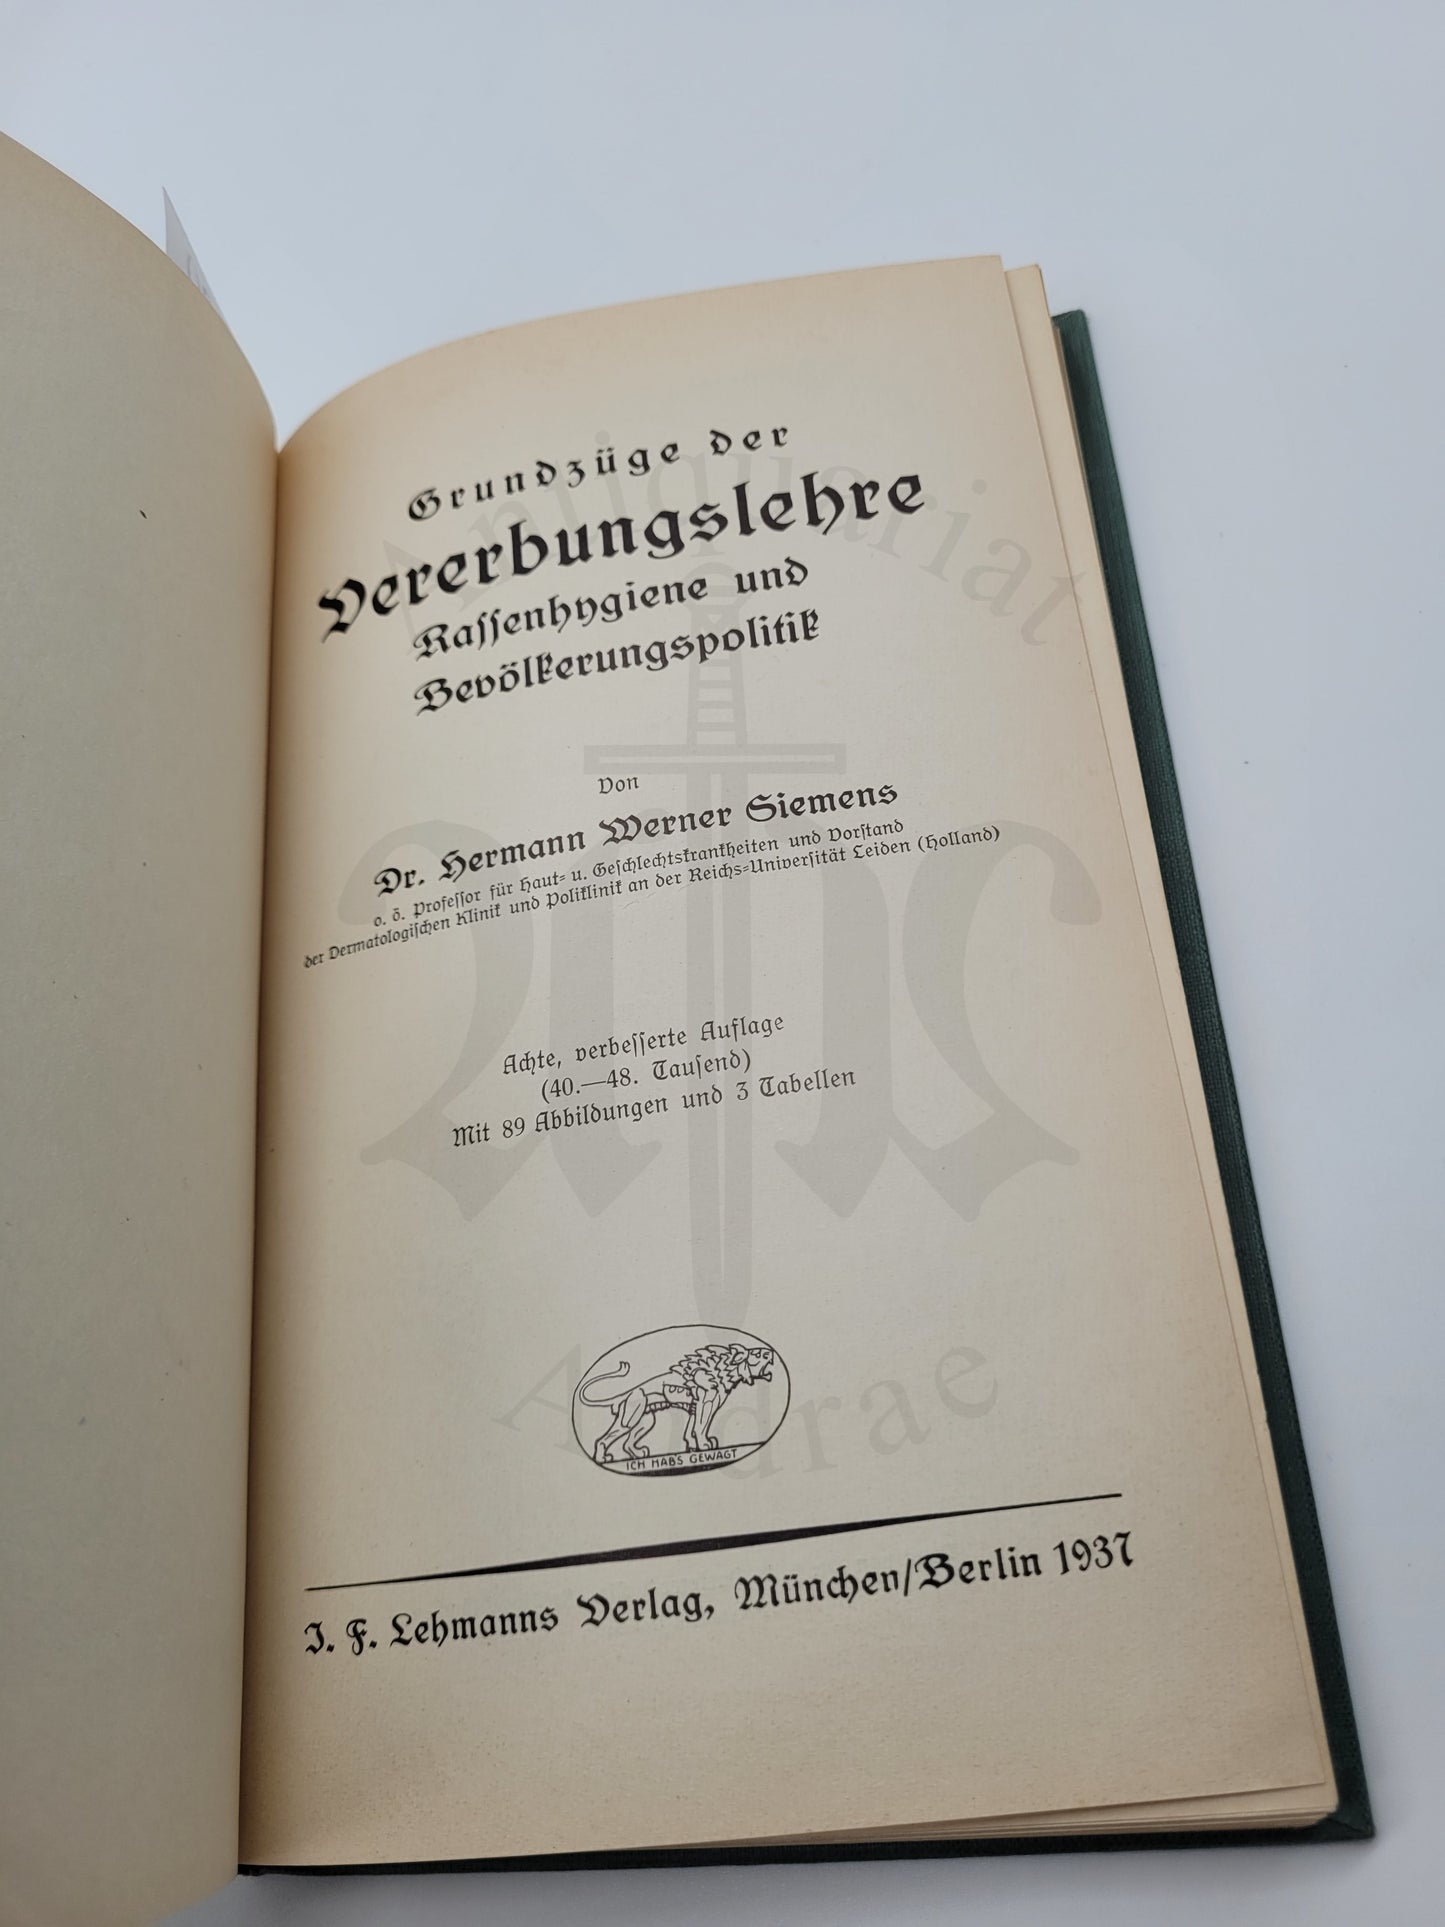 Grundzüge der
Vererbungslehre
Rassenhygiene und
Bevölkerungspolitik
Von
Dr. Hermann Werner Siemens
o. ö. Professor für Haut- u. Geschlechtskrankheiten und Vorstand
der Dermatologischen Klinik und Poliklinik an der Reichs-Universität Leiden (Holland)
Achte, verbesserte Auflage
(40.—48. Tausend)
Mit 89 Abbildungen und 3 Tabellen
ICH HABS GEWAGT
J. F. Lehmanns Verlag, München/Berlin 1937
Antiquariat
Andrae